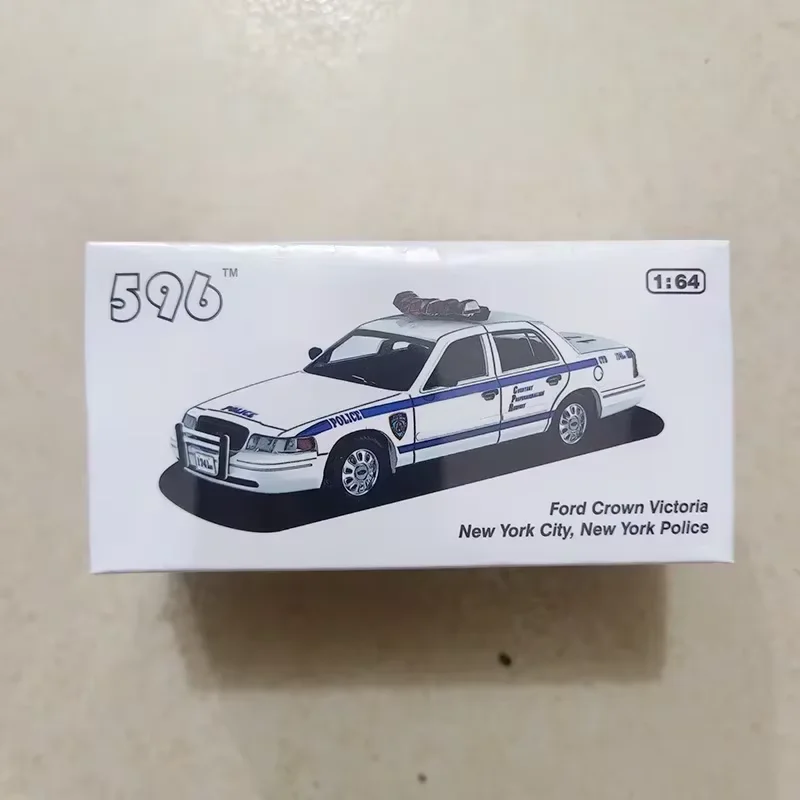 596™
1:64
POLICE
POLICE
Courtesy
Professionalism
Respect
Ford Crown Victoria
New York City, New York Police